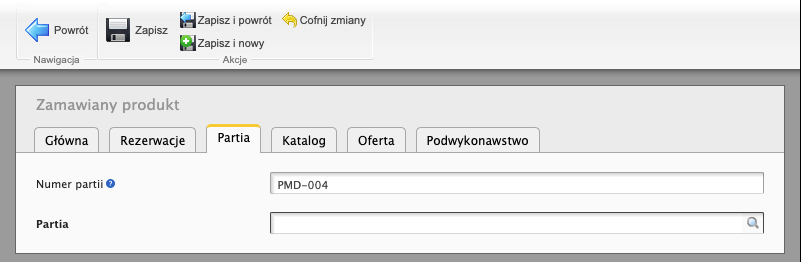 Powrót
Zapisz
Zapisz i powrót
Cofnij zmiany
Zapisz i nowy
Nawigacja
Akcje
Zamawiany produkt
Główna
Rezerwacje
Partia
Katalog
Oferta
Podwykonawstwo
Numer partii ?
PMD-004
Partia